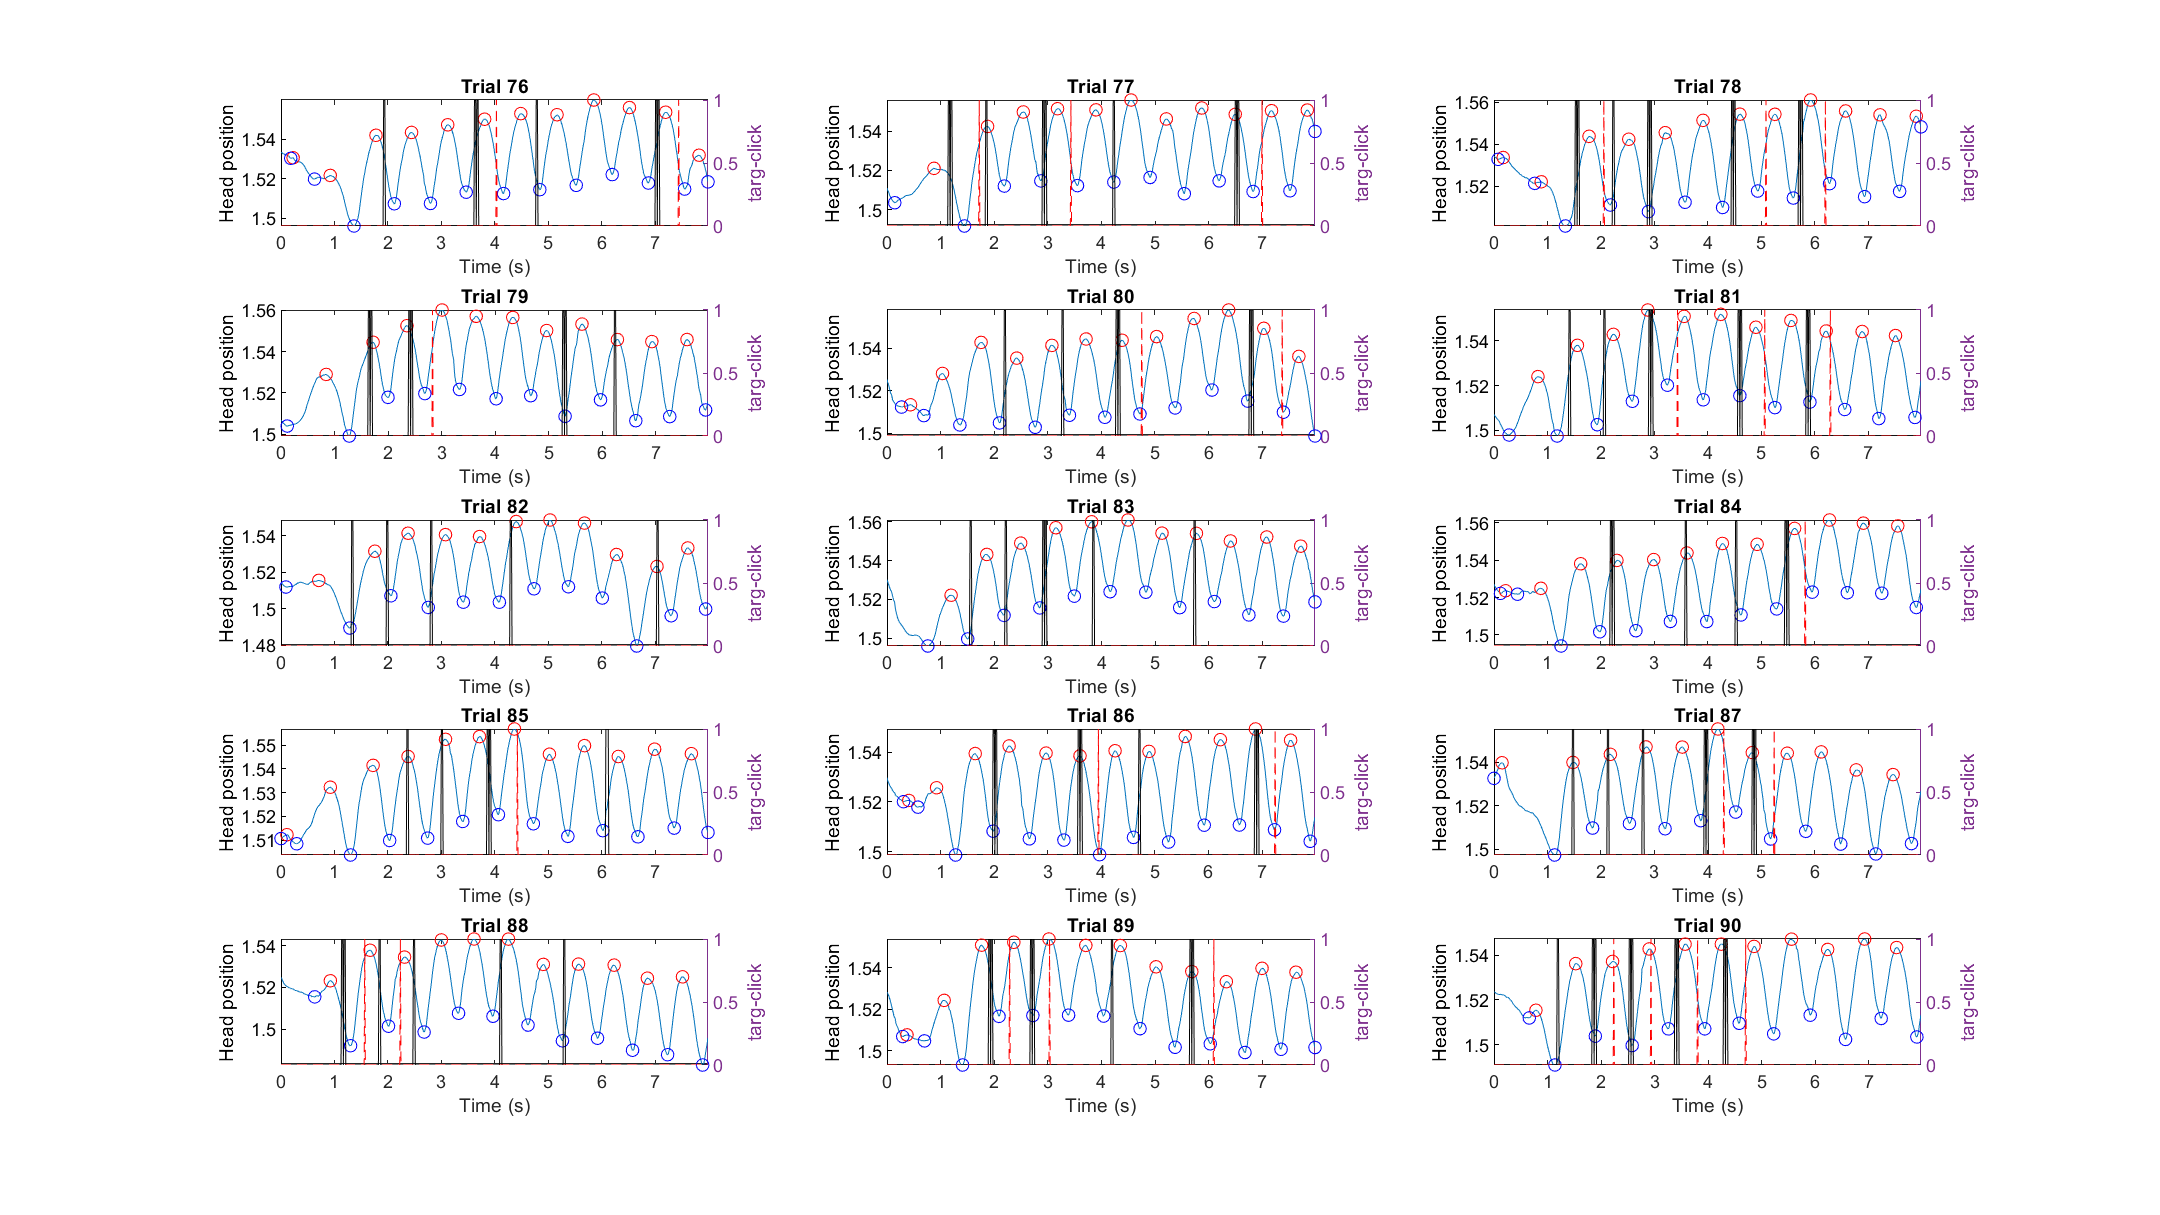 Trial 76
Head position
1.54
1.52
1.5
1
0.5
0
targ-click
0 1 2 3 4 5 6 7
Time (s)
Trial 77
Head position
1.54
1.52
1.5
1
0.5
0
targ-click
0 1 2 3 4 5 6 7
Time (s)
Trial 78
Head position
1.56
1.54
1.52
1
0.5
0
targ-click
0 1 2 3 4 5 6 7
Time (s)
Trial 79
Head position
1.56
1.54
1.52
1.5
1
0.5
0
targ-click
0 1 2 3 4 5 6 7
Time (s)
Trial 80
Head position
1.54
1.52
1.5
1
0.5
0
targ-click
0 1 2 3 4 5 6 7
Time (s)
Trial 81
Head position
1.54
1.52
1.5
1
0.5
0
targ-click
0 1 2 3 4 5 6 7
Time (s)
Trial 82
Head position
1.54
1.52
1.5
1.48
1
0.5
0
targ-click
0 1 2 3 4 5 6 7
Time (s)
Trial 83
Head position
1.56
1.54
1.52
1.5
1
0.5
0
targ-click
0 1 2 3 4 5 6 7
Time (s)
Trial 84
Head position
1.56
1.54
1.52
1.5
1
0.5
0
targ-click
0 1 2 3 4 5 6 7
Time (s)
Trial 85
Head position
1.55
1.54
1.53
1.52
1.51
1
0.5
0
targ-click
0 1 2 3 4 5 6 7
Time (s)
Trial 86
Head position
1.54
1.52
1.5
1
0.5
0
targ-click
0 1 2 3 4 5 6 7
Time (s)
Trial 87
Head position
1.54
1.52
1.5
1
0.5
0
targ-click
0 1 2 3 4 5 6 7
Time (s)
Trial 88
Head position
1.54
1.52
1.5
1
0.5
0
targ-click
0 1 2 3 4 5 6 7
Time (s)
Trial 89
Head position
1.54
1.52
1.5
1
0.5
0
targ-click
0 1 2 3 4 5 6 7
Time (s)
Trial 90
Head position
1.54
1.52
1.5
1
0.5
0
targ-click
0 1 2 3 4 5 6 7
Time (s)